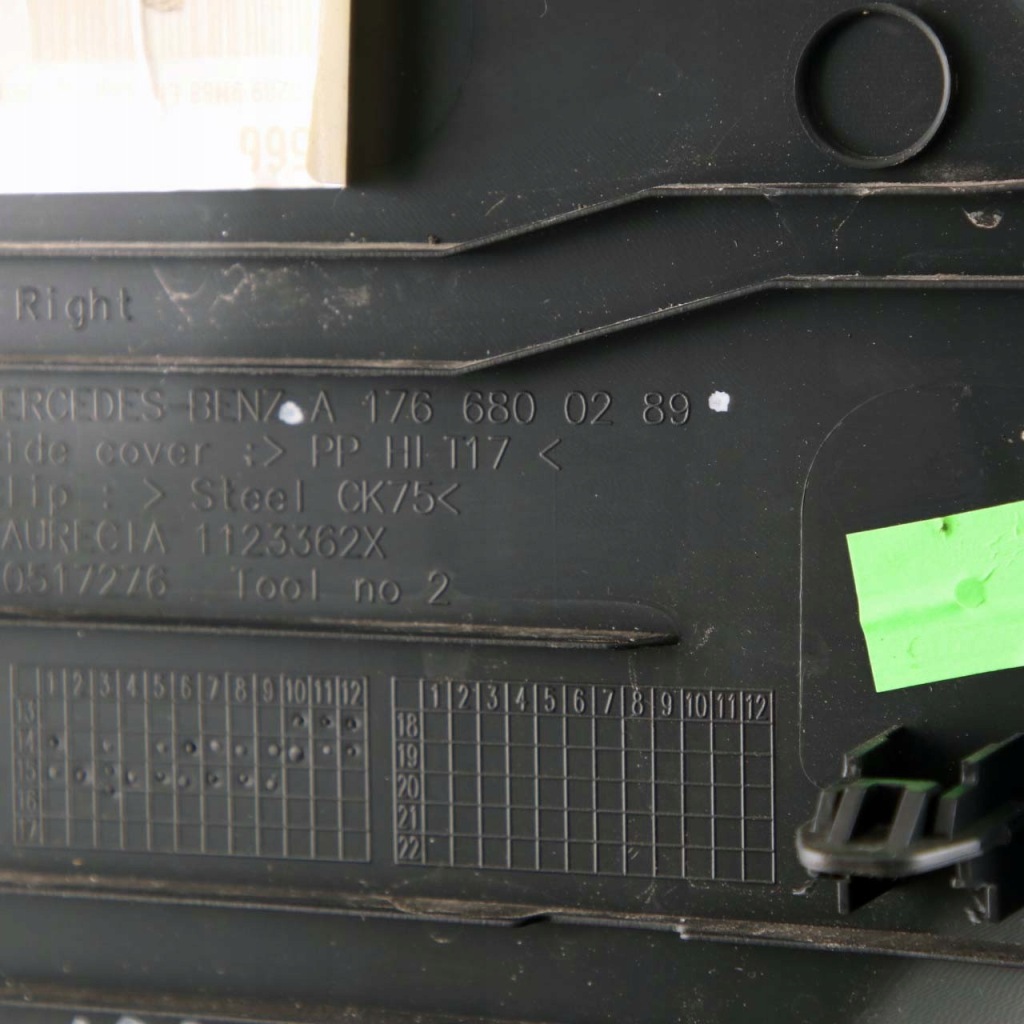 Right
ERCEDES-BENZ A 176 680 02 89
ide cover :> PP HI T17 <
lip : > Steel CK75<
AURECIA 1123362X
0517276 Tool no 2
1 2 3 4 5 6 7 8 9 10 11 12
13
14
15
16
17
1 2 3 4 5 6 7 8 9 10 11 12
18
19
20
21
22